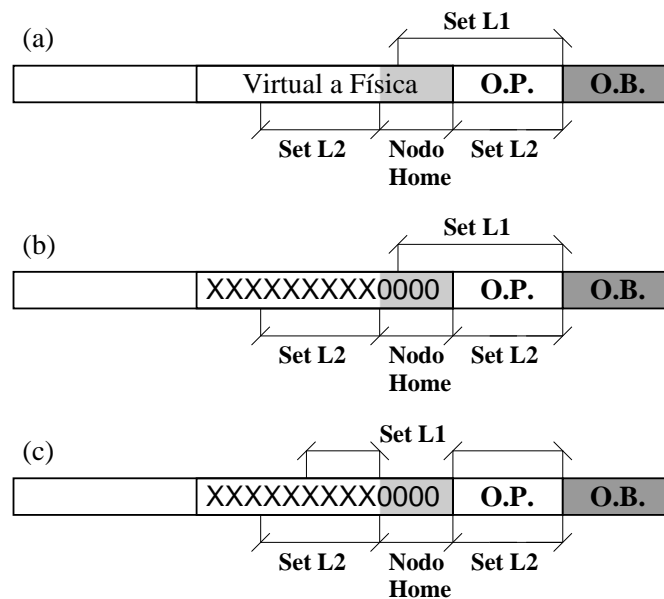 (a)
Set L1
Virtual a Física
O.P.
O.B.
Set L2
Nodo
Home
Set L2
(b)
Set L1
XXXXXXXXX0000
O.P.
O.B.
Set L2
Nodo
Home
Set L2
(c)
Set L1
XXXXXXXXX0000
O.P.
O.B.
Set L2
Nodo
Home
Set L2